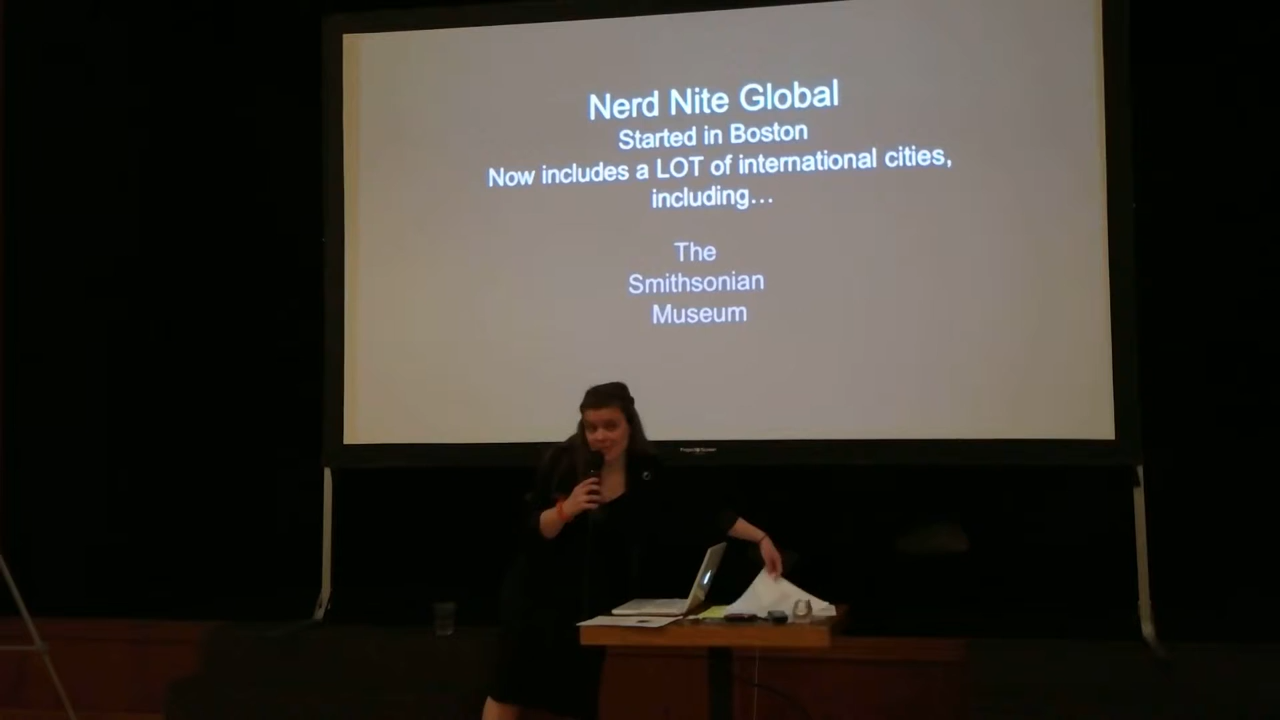 Nerd Nite Global
Started in Boston
Now includes a LOT of international cities,
including…
The
Smithsonian
Museum